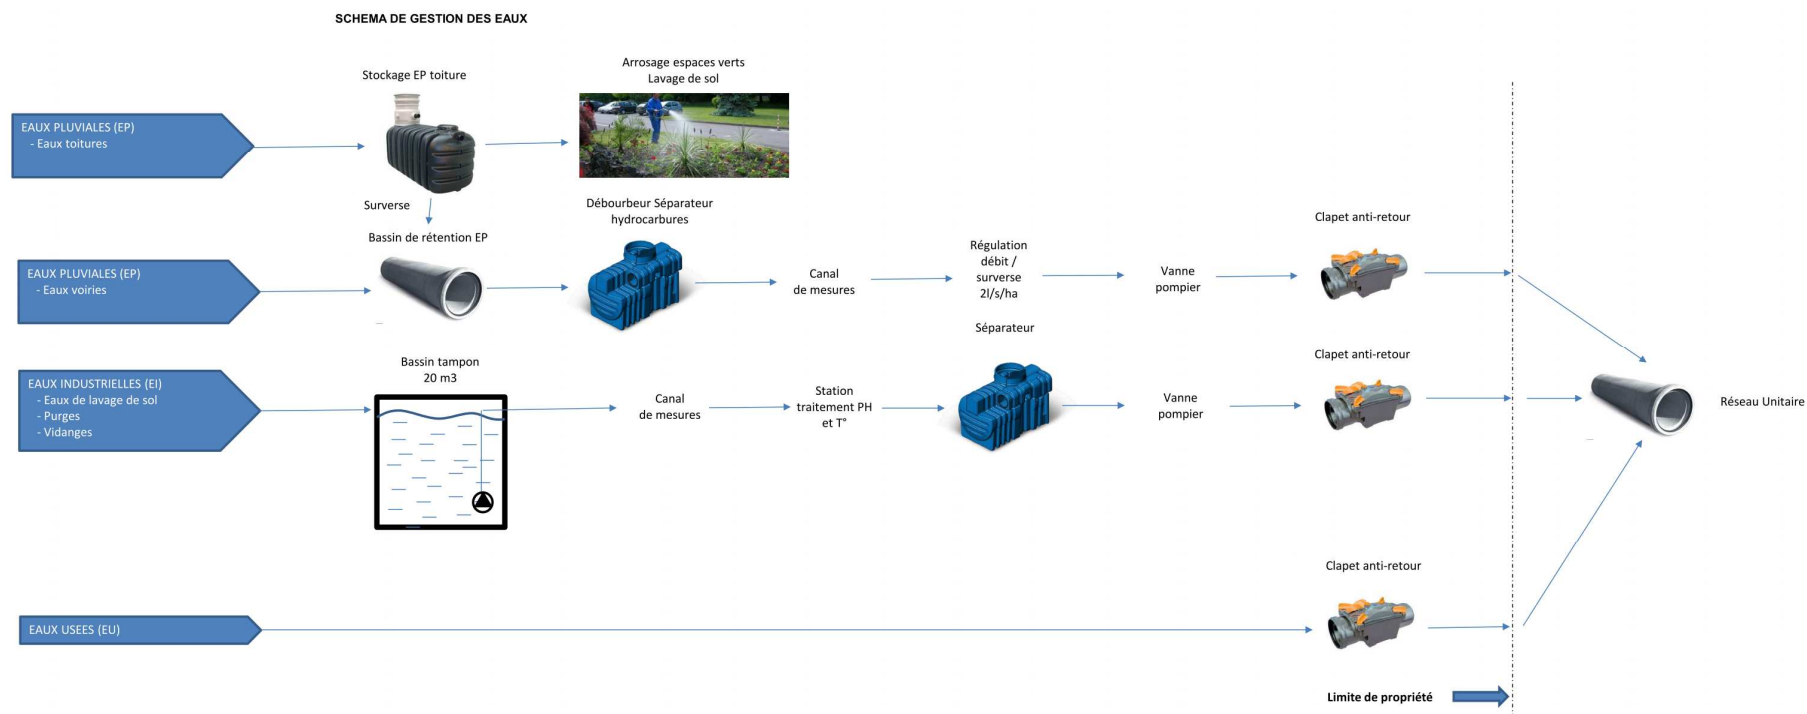 SCHEMA DE GESTION DES EAUX
Stockage EP toiture
Arrosage espaces verts
Lavage de sol
EAUX PLUVIALES (EP)
- Eaux toitures
Surverse
Bassin de rétention EP
Débourbeur Séparateur
hydrocarbures
Clapet anti-retour
EAUX PLUVIALES (EP)
- Eaux voiries
Canal
de mesures
Régulation
débit /
surverse
2l/s/ha
Vanne
pompier
Séparateur
Bassin tampon
20 m3
Clapet anti-retour
EAUX INDUSTRIELLES (EI)
- Eaux de lavage de sol
- Purges
- Vidanges
Canal
de mesures
Station
traitement PH
et T°
Vanne
pompier
Réseau Unitaire
Clapet anti-retour
EAUX USEES (EU)
Limite de propriété